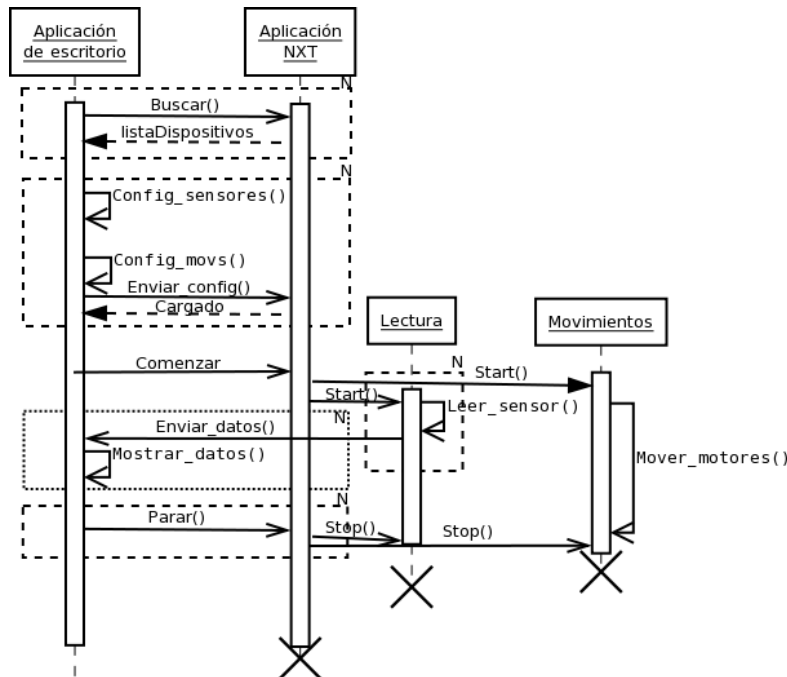 Aplicación
de escritorio
Aplicación
NXT
N
Buscar()
listaDispositivos
N
Config_sensores()
Config_movs()
Enviar_config()
Cargado
Lectura
Movimientos
Comenzar
N
Start()
Start()
Leer_sensor()
N
Enviar_datos()
Mostrar_datos()
Mover_motores()
N
Parar()
Stop()
Stop()